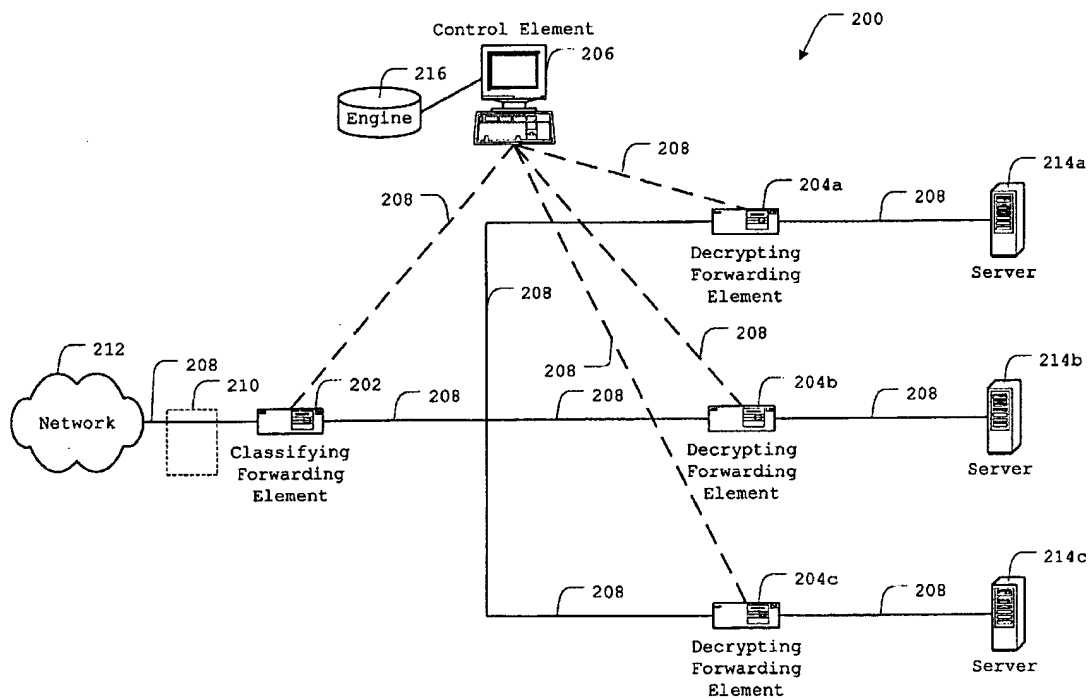 Control Element
200
206
216
Engine
208
208
204a
208
214a
Decrypting
Forwarding
Element
Server
208
212
208
210
202
208
208
208
208
204b
208
214b
Network
Classifying
Forwarding
Element
Decrypting
Forwarding
Element
Server
208
204c
208
214c
Decrypting
Forwarding
Element
Server